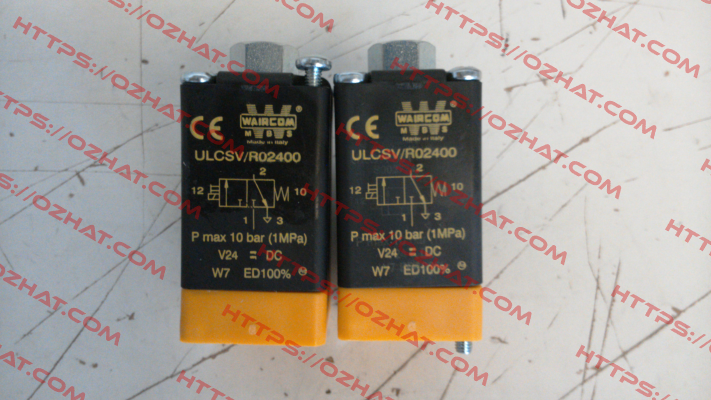 CE WAIRCOM ®
M B S
Made in Italy
ULCSV/R02400
2
12 10
1 3
P max 10 bar (1MPa)
V24 = DC
W7 ED100%
CE WAIRCOM ®
M B S
Made in Italy
ULCSV/R02400
2
12 10
1 3
P max 10 bar (1MPa)
V24 = DC
W7 ED100%
HTTPS://OZHAT.COM